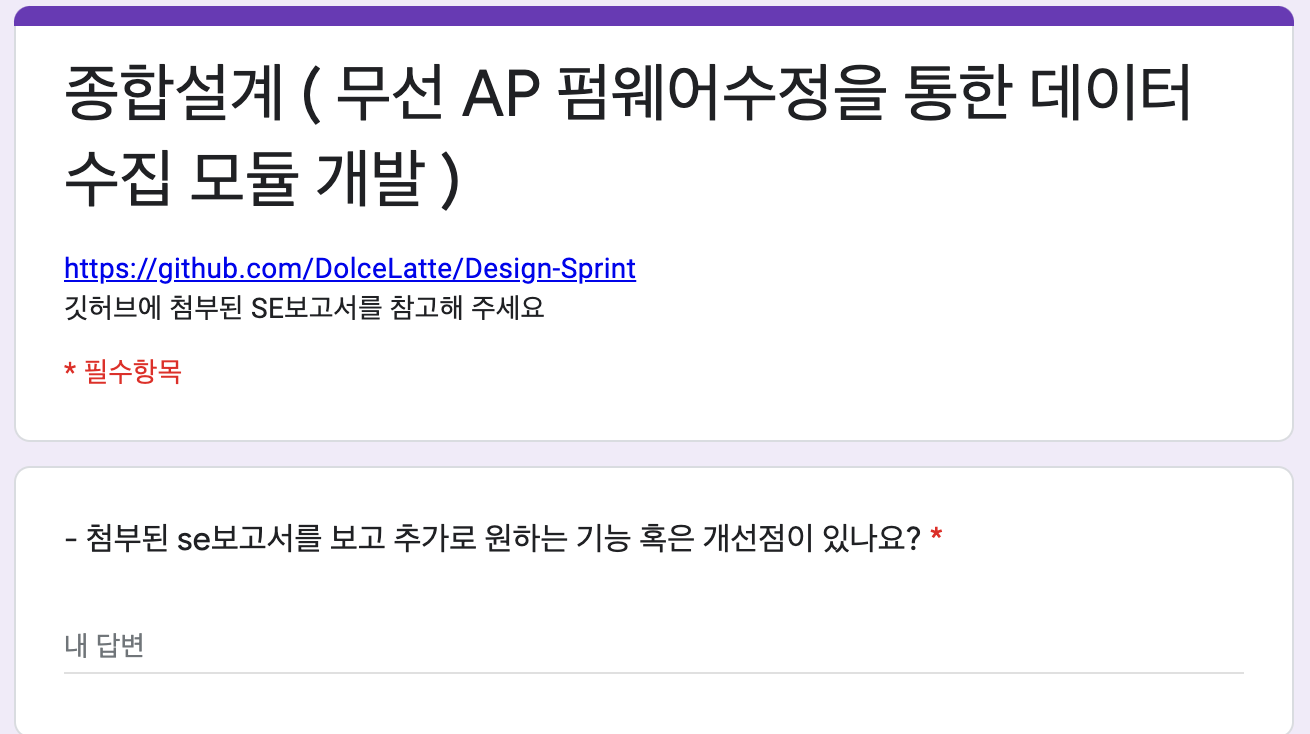 종합설계 ( 무선 AP 펌웨어수정을 통한 데이터
수집 모듈 개발 )
https://github.com/DolceLatte/Design-Sprint
깃허브에 첨부된 SE보고서를 참고해 주세요
* 필수항목
- 첨부된 se보고서를 보고 추가로 원하는 기능 혹은 개선점이 있나요? *
내 답변